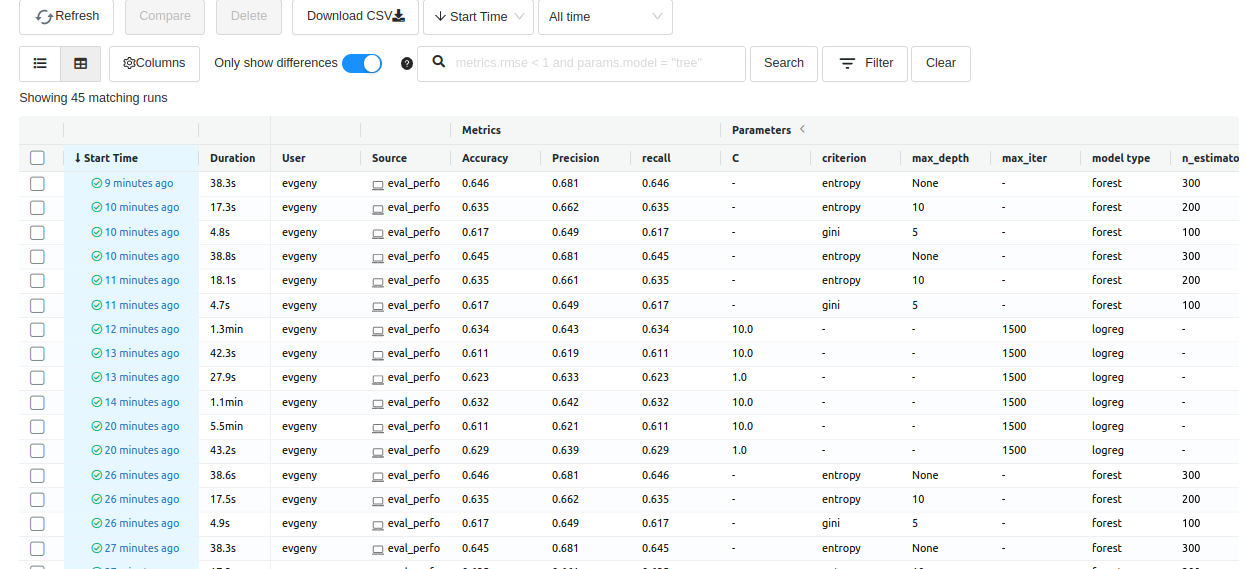 Refresh Compare Delete Download CSV Start Time All time
Columns Only show differences ? metrics.rmse < 1 and params.model = "tree" Search Filter Clear
Showing 45 matching runs
Metrics Parameters <
↓ Start Time Duration User Source Accuracy Precision recall C criterion max_depth max_iter model type n_estimato
9 minutes ago 38.3s evgeny eval_perfo 0.646 0.681 0.646 - entropy None - forest 300
10 minutes ago 17.3s evgeny eval_perfo 0.635 0.662 0.635 - entropy 10 - forest 200
10 minutes ago 4.8s evgeny eval_perfo 0.617 0.649 0.617 - gini 5 - forest 100
10 minutes ago 38.8s evgeny eval_perfo 0.645 0.681 0.645 - entropy None - forest 300
11 minutes ago 18.1s evgeny eval_perfo 0.635 0.661 0.635 - entropy 10 - forest 200
11 minutes ago 4.7s evgeny eval_perfo 0.617 0.649 0.617 - gini 5 - forest 100
12 minutes ago 1.3min evgeny eval_perfo 0.634 0.643 0.634 10.0 - - 1500 logreg -
13 minutes ago 42.3s evgeny eval_perfo 0.611 0.619 0.611 10.0 - - 1500 logreg -
13 minutes ago 27.9s evgeny eval_perfo 0.623 0.633 0.623 1.0 - - 1500 logreg -
14 minutes ago 1.1min evgeny eval_perfo 0.632 0.642 0.632 10.0 - - 1500 logreg -
20 minutes ago 5.5min evgeny eval_perfo 0.611 0.621 0.611 10.0 - - 1500 logreg -
20 minutes ago 43.2s evgeny eval_perfo 0.629 0.639 0.629 1.0 - - 1500 logreg -
26 minutes ago 38.6s evgeny eval_perfo 0.646 0.681 0.646 - entropy None - forest 300
26 minutes ago 17.5s evgeny eval_perfo 0.635 0.662 0.635 - entropy 10 - forest 200
26 minutes ago 4.9s evgeny eval_perfo 0.617 0.649 0.617 - gini 5 - forest 100
27 minutes ago 38.3s evgeny eval_perfo 0.645 0.681 0.645 - entropy None - forest 300